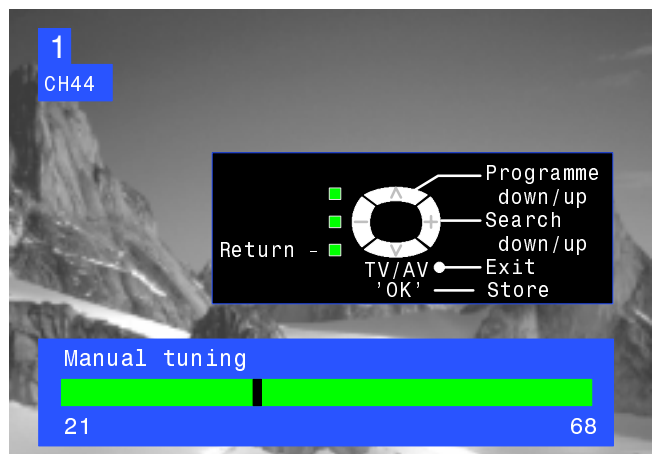 1
CH44
Programme
down/up
Search
down/up
Return -
TV/AV Exit
'OK' Store
Manual tuning
21 68